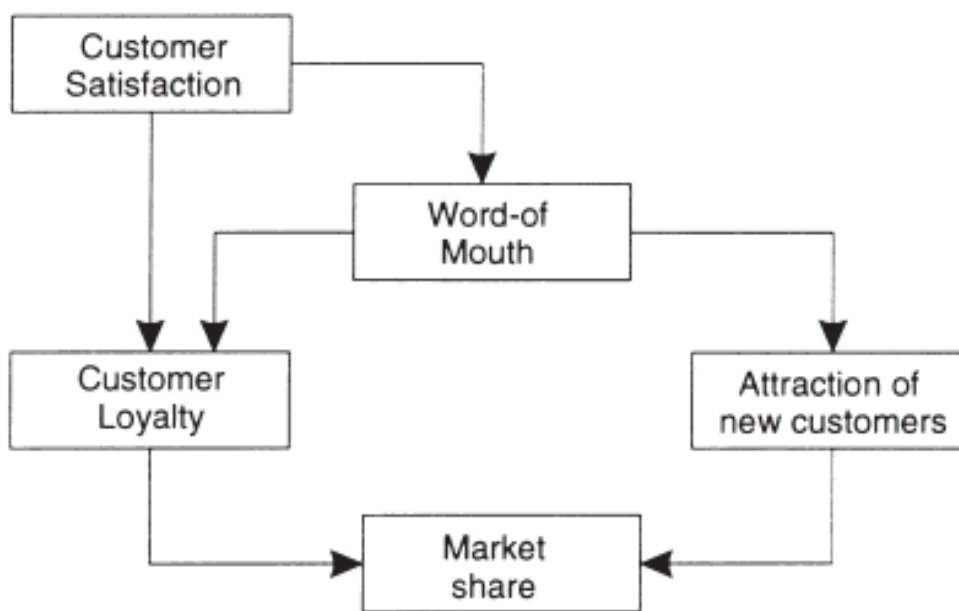 Customer
Satisfaction
Word-of
Mouth
Customer
Loyalty
Attraction of
new customers
Market
share